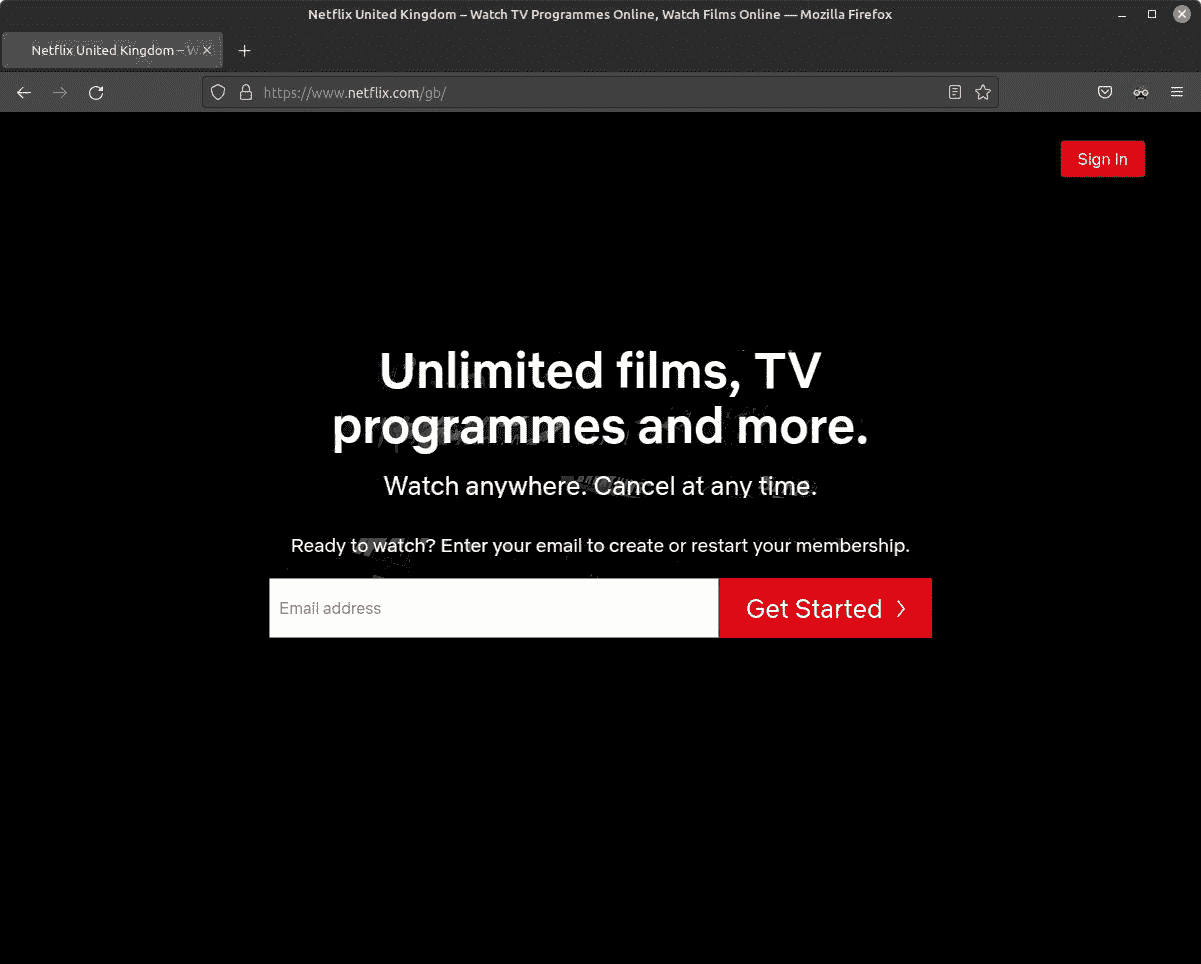 Netflix United Kingdom – Watch TV Programmes Online, Watch Films Online — Mozilla Firefox
Netflix United Kingdom – W
https://www.netflix.com/gb/
Sign In
Unlimited films, TV
programmes and more.
Watch anywhere. Cancel at any time.
Ready to watch? Enter your email to create or restart your membership.
Email address
Get Started